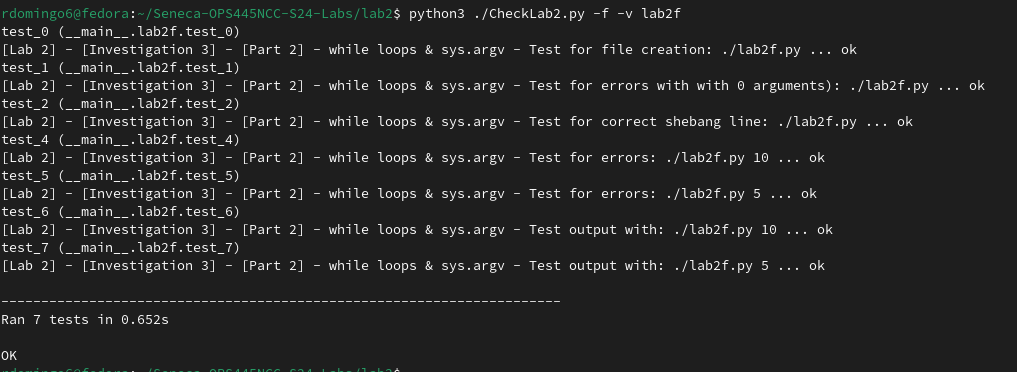 rdomingo6@fedora:~/Seneca-OPS445NCC-S24-Labs/lab2$ python3 ./CheckLab2.py -f -v lab2f
test_0 (__main__.lab2f.test_0)
[Lab 2] - [Investigation 3] - [Part 2] - while loops & sys.argv - Test for file creation: ./lab2f.py ... ok
test_1 (__main__.lab2f.test_1)
[Lab 2] - [Investigation 3] - [Part 2] - while loops & sys.argv - Test for errors with with 0 arguments): ./lab2f.py ... ok
test_2 (__main__.lab2f.test_2)
[Lab 2] - [Investigation 3] - [Part 2] - while loops & sys.argv - Test for correct shebang line: ./lab2f.py ... ok
test_4 (__main__.lab2f.test_4)
[Lab 2] - [Investigation 3] - [Part 2] - while loops & sys.argv - Test for errors: ./lab2f.py 10 ... ok
test_5 (__main__.lab2f.test_5)
[Lab 2] - [Investigation 3] - [Part 2] - while loops & sys.argv - Test for errors: ./lab2f.py 5 ... ok
test_6 (__main__.lab2f.test_6)
[Lab 2] - [Investigation 3] - [Part 2] - while loops & sys.argv - Test output with: ./lab2f.py 10 ... ok
test_7 (__main__.lab2f.test_7)
[Lab 2] - [Investigation 3] - [Part 2] - while loops & sys.argv - Test output with: ./lab2f.py 5 ... ok
----------------------------------------------------------------------
Ran 7 tests in 0.652s
OK
rdomingo6@fedora:~/Seneca-OPS445NCC-S24-Labs/lab2$